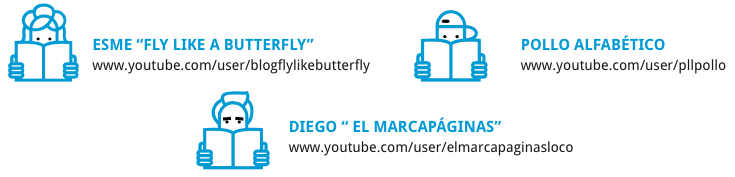 ESME “FLY LIKE A BUTTERFLY”
www.youtube.com/user/blogflylikebutterfly
POLLO ALFABÉTICO
www.youtube.com/user/pllpollo
DIEGO “ EL MARCAPÁGINAS”
www.youtube.com/user/elmarcapaginasloco